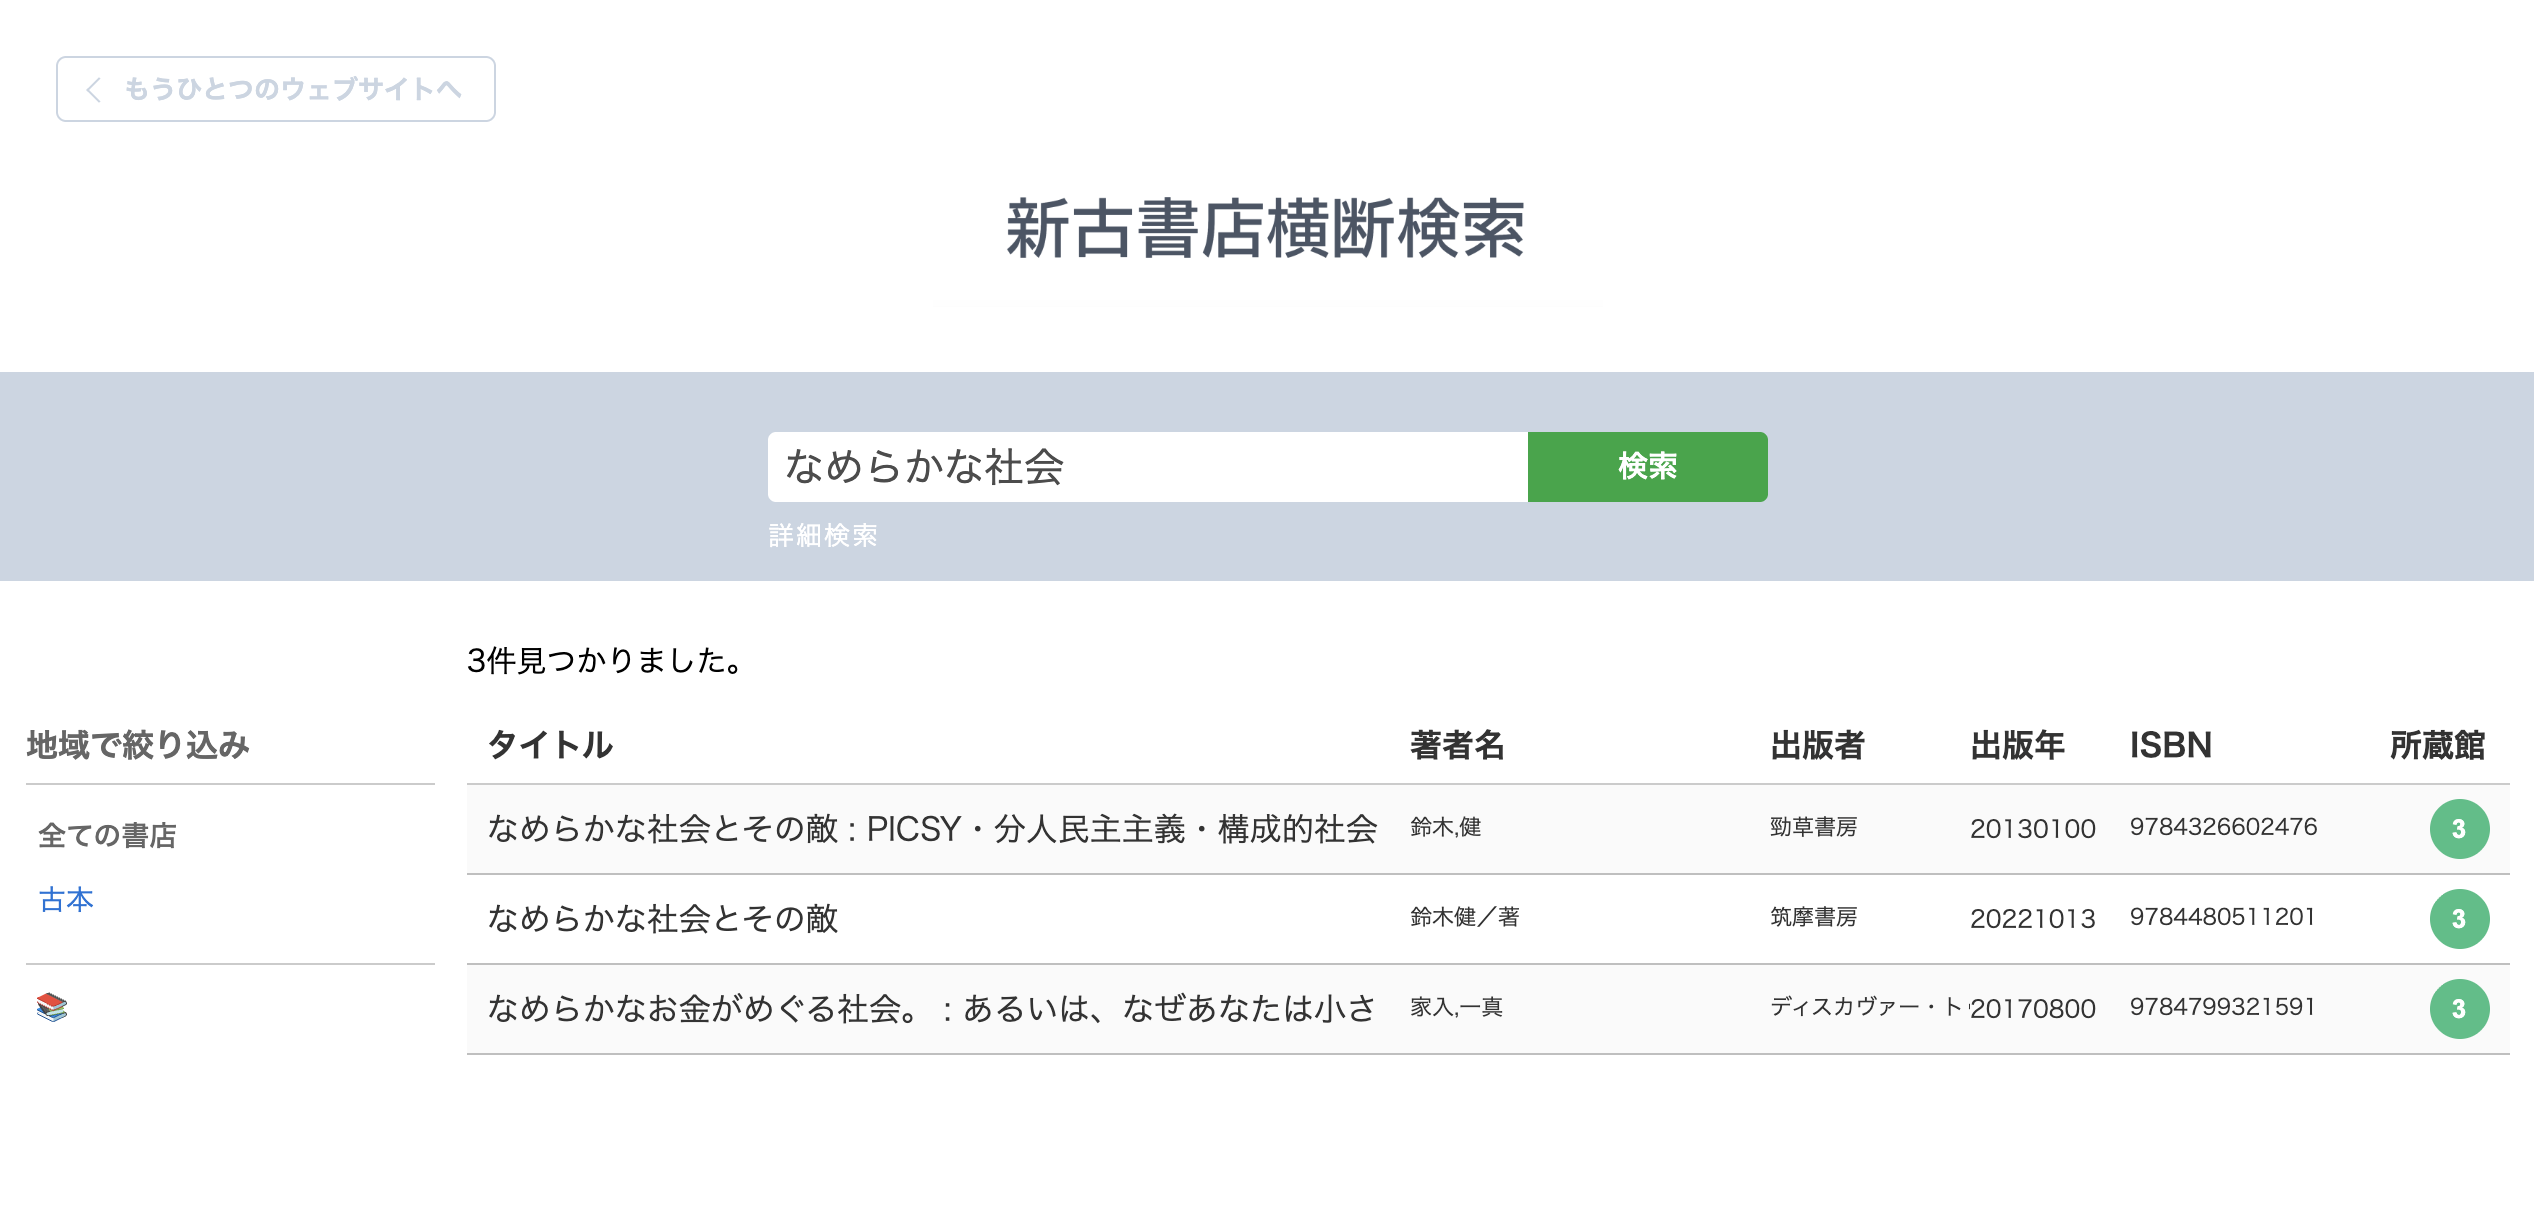 もうひとつのウェブサイトへ
新古書店横断検索
なめらかな社会
検索
詳細検索
3件見つかりました。
地域で絞り込み
全ての書店
古本
タイトル 著者名 出版者 出版年 ISBN 所蔵館
なめらかな社会とその敵 : PICSY・分人民主主義・構成的社会 鈴木,健 勁草書房 20130100 9784326602476 3
なめらかな社会とその敵 鈴木健／著 筑摩書房 20221013 9784480511201 3
なめらかなお金がめぐる社会。 : あるいは、なぜあなたは小さ 家入,一真 ディスカヴァー・ト 20170800 9784799321591 3